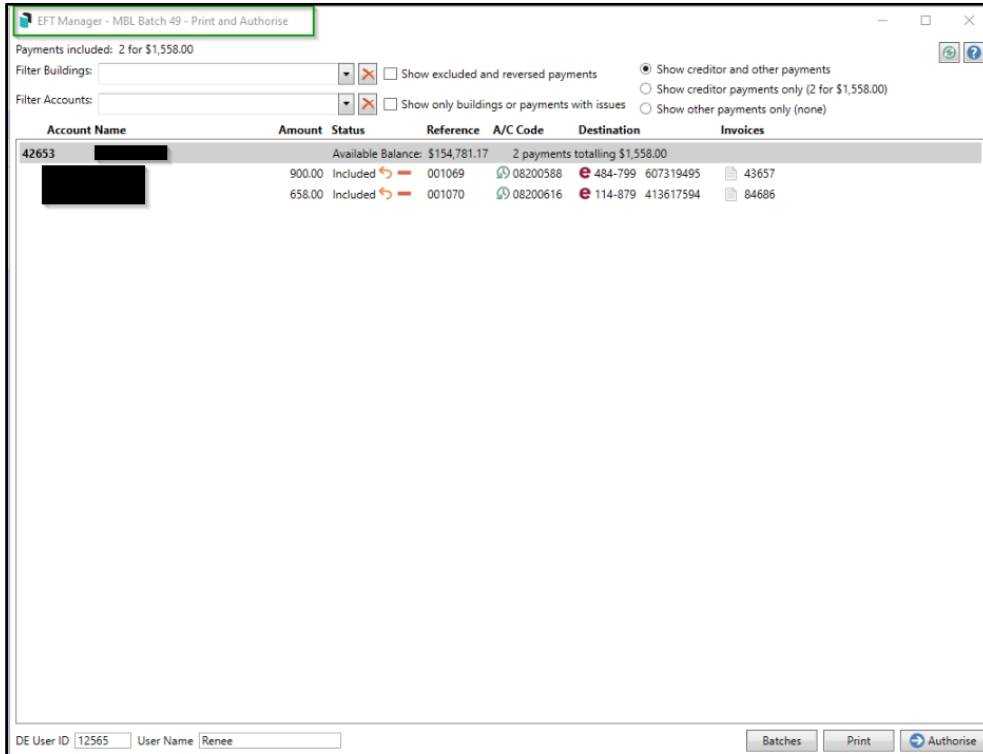 EFT Manager - MBL Batch 49 - Print and Authorise
Payments included: 2 for $1,558.00
Filter Buildings: Show excluded and reversed payments Show creditor and other payments
Show creditor payments only (2 for $1,558.00)
Filter Accounts: Show only buildings or payments with issues Show other payments only (none)
Account Name Amount Status Reference A/C Code Destination Invoices
42653 Available Balance: $154,781.17 2 payments totalling $1,558.00
900.00 Included 001069 08200588 e 484-799 607319495 43657
658.00 Included 001070 08200616 e 114-879 413617594 84686
DE User ID 12565 User Name Renee Batches Print Authorise